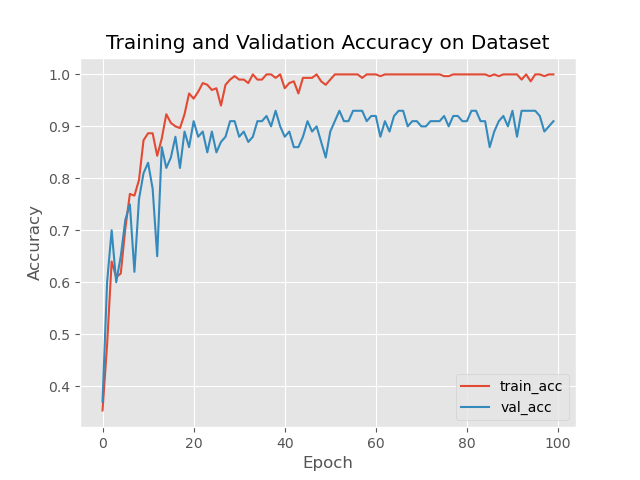 Training and Validation Accuracy on Dataset
1.0
0.9
0.8
0.7
0.6
0.5
0.4
Accuracy
0
20
40
60
80
100
Epoch
train_acc
val_acc